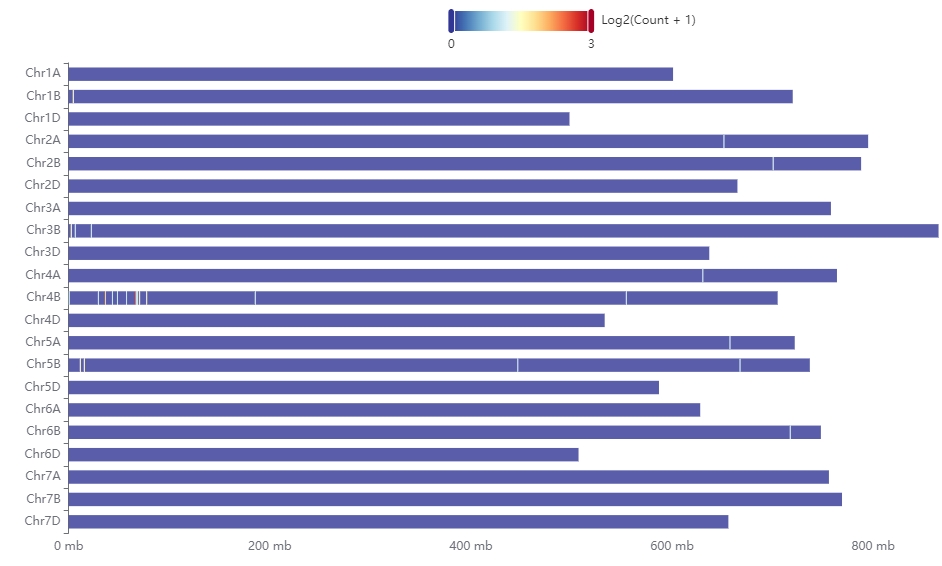 Log2(Count + 1)
0 3
Chr1A
Chr1B
Chr1D
Chr2A
Chr2B
Chr2D
Chr3A
Chr3B
Chr3D
Chr4A
Chr4B
Chr4D
Chr5A
Chr5B
Chr5D
Chr6A
Chr6B
Chr6D
Chr7A
Chr7B
Chr7D
0 mb 200 mb 400 mb 600 mb 800 mb